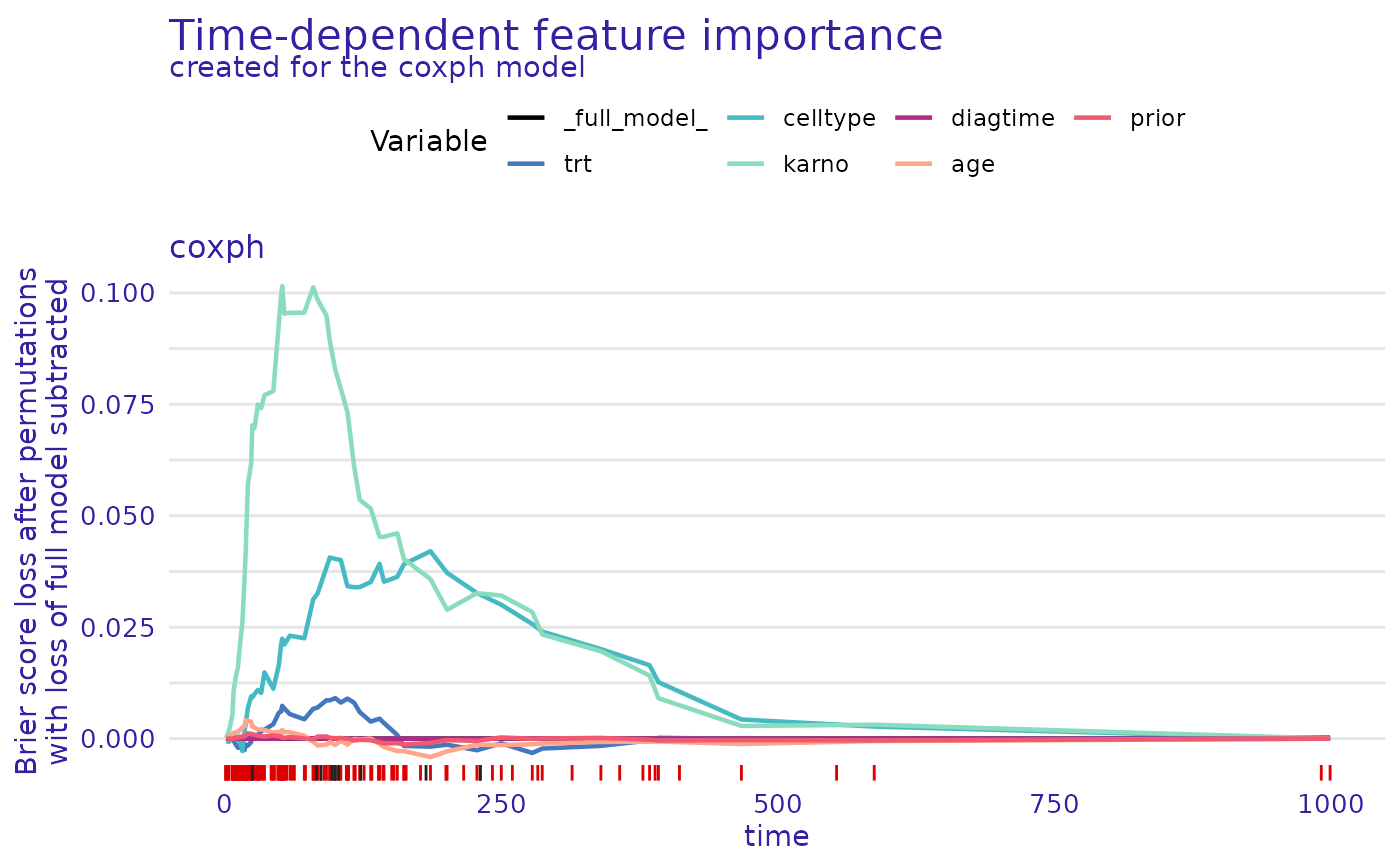 Time-dependent feature importance
created for the coxph model
Variable
_full_model_ celltype diagtime prior
trt karno age
coxph
Brier score loss after permutations
with loss of full model subtracted
0.100
0.075
0.050
0.025
0.000
0 250 500 750 1000
time